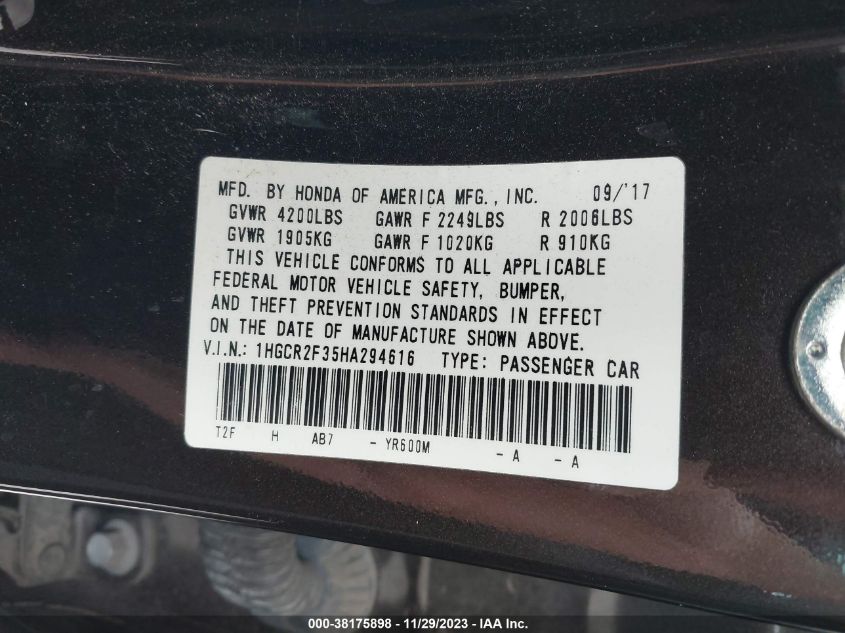 MFD. BY HONDA OF AMERICA MFG., INC. 09/'17
GVWR 4200LBS GAWR F 2249LBS R 2006LBS
GVWR 1905KG GAWR F 1020KG R 910KG
THIS VEHICLE CONFORMS TO ALL APPLICABLE
FEDERAL MOTOR VEHICLE SAFETY, BUMPER,
AND THEFT PREVENTION STANDARDS IN EFFECT
ON THE DATE OF MANUFACTURE SHOWN ABOVE.
V.I.N.: 1HGCR2F35HA294616 TYPE: PASSENGER CAR
T2F H AB7 - YR600M - A - A
000-38175898 - 11/29/2023 - IAA Inc.